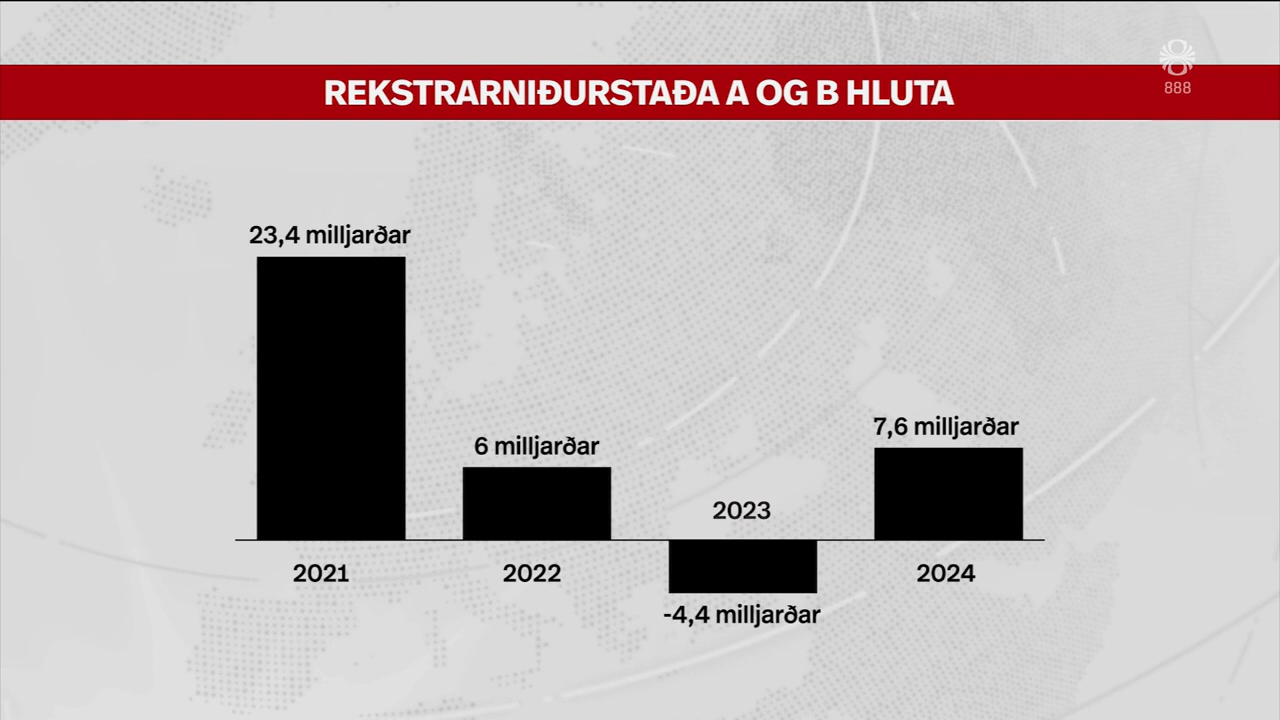 REKSTRARNIÐURSTAÐA A OG B HLUTA
888
23,4 milljarðar
6 milljarðar
7,6 milljarðar
2023
2021
2022
2024
-4,4 milljarðar